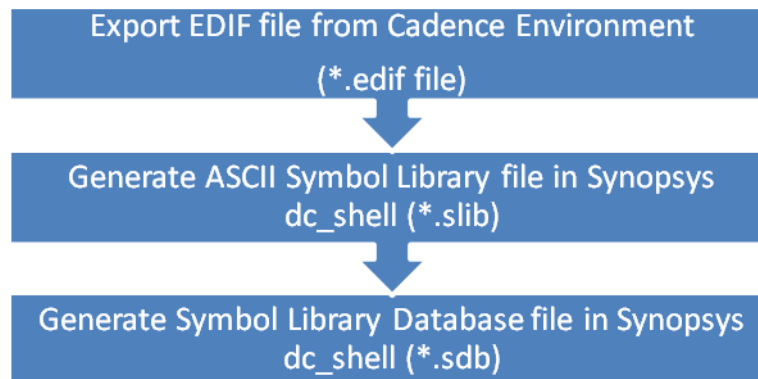 Export EDIF file from Cadence Environment
(*.edif file)
Generate ASCII Symbol Library file in Synopsys
dc_shell (*.slib)
Generate Symbol Library Database file in Synopsys
dc_shell (*.sdb)